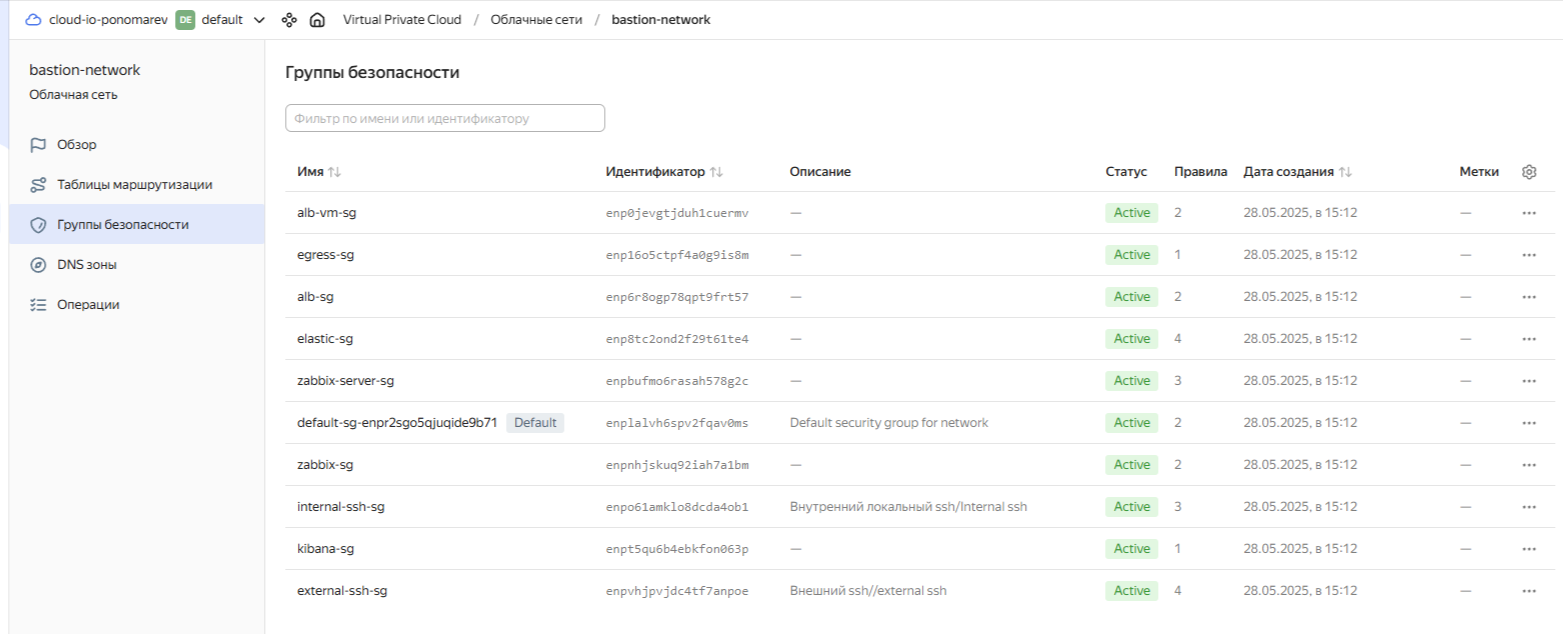 cloud-io-ponomarev DE default Virtual Private Cloud / Облачные сети / bastion-network
bastion-network
Облачная сеть
Обзор
Таблицы маршрутизации
Группы безопасности
DNS зоны
Операции
Группы безопасности
Фильтр по имени или идентификатору
Имя Идентификатор Описание Статус Правила Дата создания Метки
alb-vm-sg enp0jevgtjduh1cuermv — Active 2 28.05.2025, в 15:12 —
egress-sg enp16o5ctpf4a0g9is8m — Active 1 28.05.2025, в 15:12 —
alb-sg enp6r8ogp78qpt9frt57 — Active 2 28.05.2025, в 15:12 —
elastic-sg enp8tc2ond2f29t61te4 — Active 4 28.05.2025, в 15:12 —
zabbix-server-sg enpbufmo6rasah578g2c — Active 3 28.05.2025, в 15:12 —
default-sg-enpr2sgo5qjuqide9b71 Default enplalvh6spv2fqav0ms Default security group for network Active 2 28.05.2025, в 15:12 —
zabbix-sg enpnhjskuq92iah7a1bm — Active 2 28.05.2025, в 15:12 —
internal-ssh-sg enpo61amklo8dcda4ob1 Внутренний локальный ssh/Internal ssh Active 3 28.05.2025, в 15:12 —
kibana-sg enpt5qu6b4ebkfon063p — Active 1 28.05.2025, в 15:12 —
external-ssh-sg enpvhjpvjdc4tf7anpoe Внешний ssh//external ssh Active 4 28.05.2025, в 15:12 —